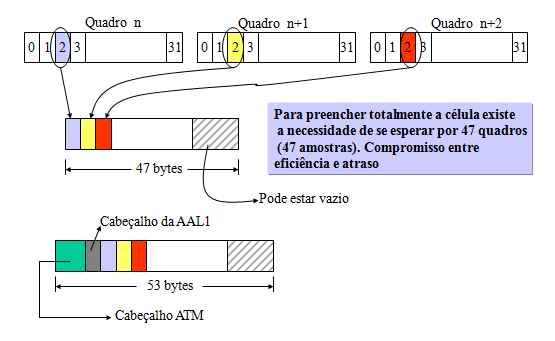 Quadro n
Quadro n+1
Quadro n+2
0 1 2 3 31
0 1 2 3 31
0 1 2 3 31
Para preencher totalmente a célula existe
a necessidade de se esperar por 47 quadros
(47 amostras). Compromisso entre
eficiência e atraso
47 bytes
Pode estar vazio
Cabeçalho da AAL1
53 bytes
Cabeçalho ATM